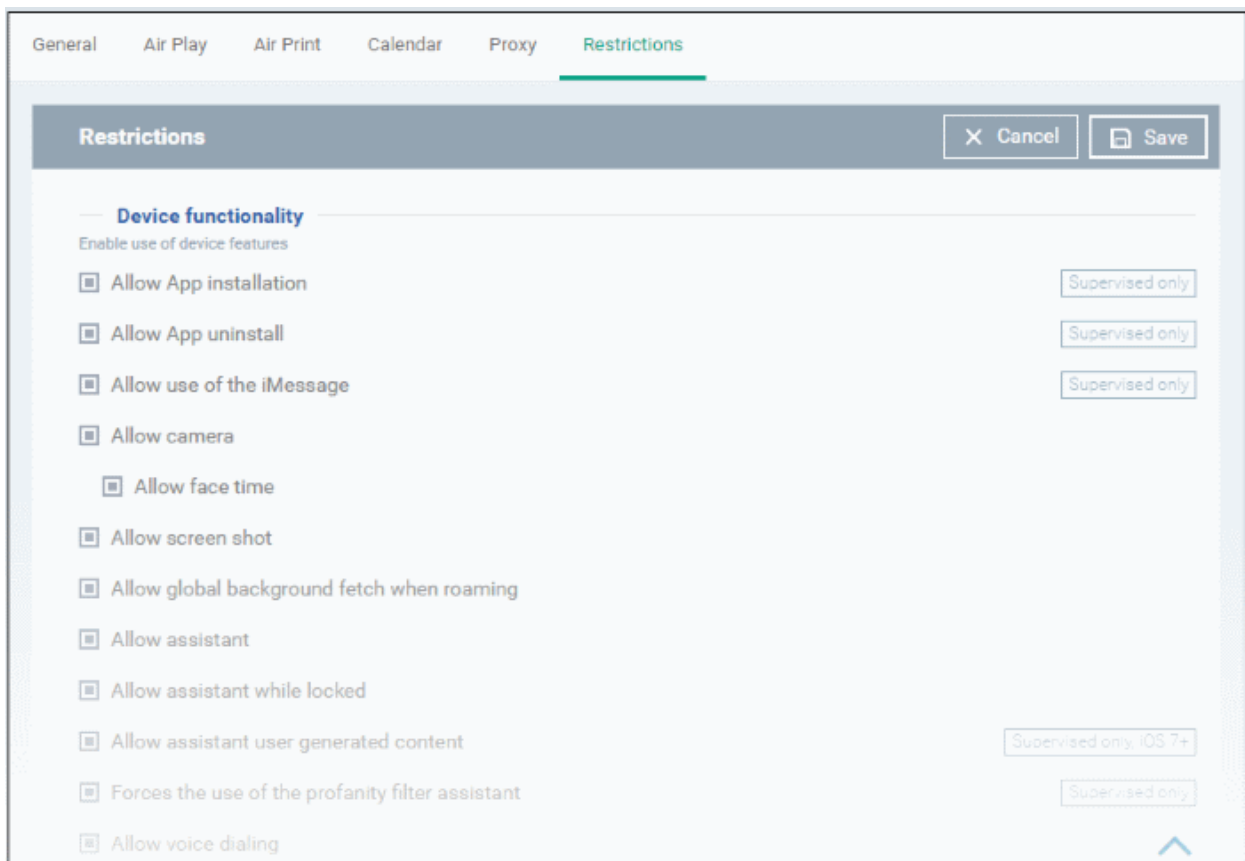 General Air Play Air Print Calendar Proxy Restrictions
Restrictions Cancel Save
Device functionality
Enable use of device features
Allow App installation Supervised only
Allow App uninstall Supervised only
Allow use of the iMessage Supervised only
Allow camera
Allow face time
Allow screen shot
Allow global background fetch when roaming
Allow assistant
Allow assistant while locked
Allow assistant user generated content Supervised only, iOS 7+
Forces the use of the profanity filter assistant Supervised only
Allow voice dialing